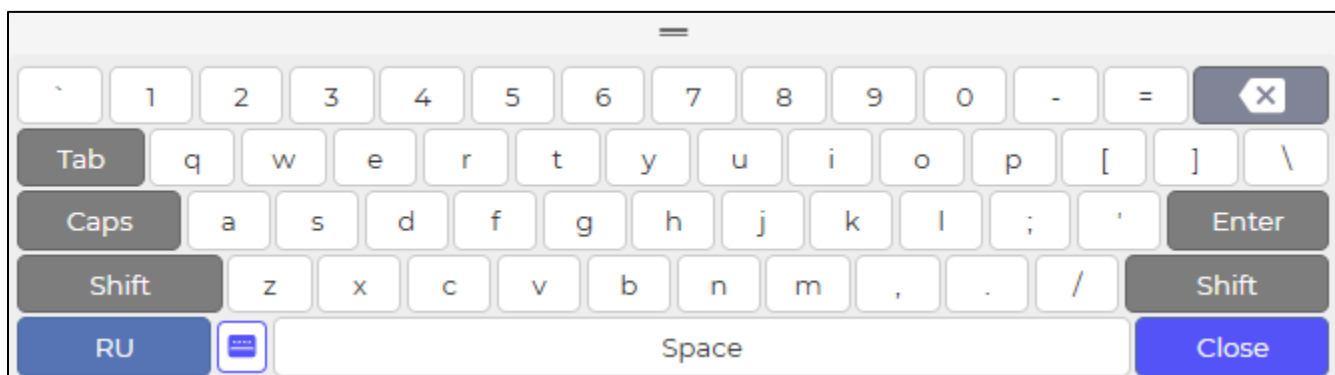 ` 1 2 3 4 5 6 7 8 9 0 - =
Tab q w e r t y u i o p [ ] \
Caps a s d f g h j k l ; ' Enter
Shift z x c v b n m , . / Shift
RU Space Close